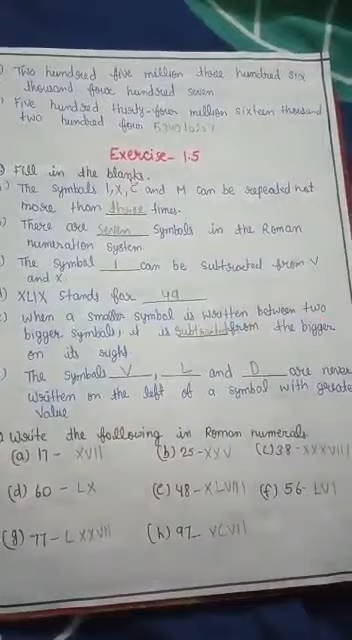 ) Two hundred five million three hundred six
thousand four hundred seven
) Five hundred thirty-four million sixteen thousand
two hundred four
Exercise- 1.5
) Fill in the blanks.
) The symbols I, X, C and M can be repeated not
more than three times.
) There are seven symbols in the Roman
numeration system.
) The symbol I can be subtracted from V
and X.
) XLIX stands for 49
) When a smaller symbol is written between two
bigger symbols, it is subtracted from the bigger
on its right.
) The symbols V, L and D are never
written on the left of a symbol with greate
value
) Write the following in Roman numerals.
(a) 17- XVII (b) 25-XXV (c) 38-XXXVIII
(d) 60 - LX (e) 48-XLVIII (f) 56-LVI
(g) 77-LXXVII (h) 97- XCVII